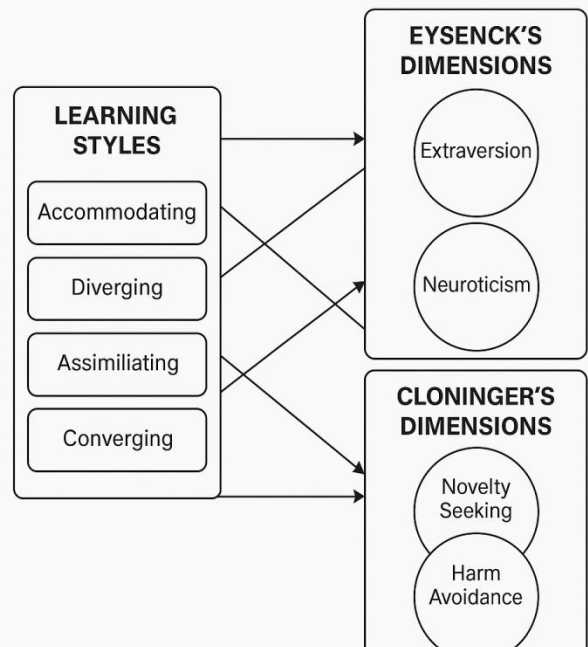 LEARNING
STYLES
Accommodating
Diverging
Assimiliating
Converging
EYSENCK'S
DIMENSIONS
Extraversion
Neuroticism
CLONINGER'S
DIMENSIONS
Novelty
Seeking
Harm
Avoidance